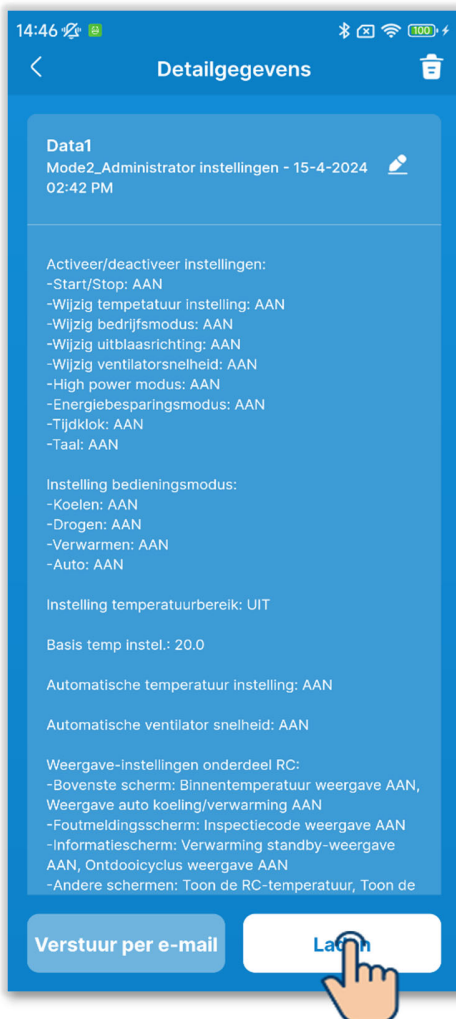 14:46
100
Detailgegevens
Data1
Mode2_Administrator instellingen - 15-4-2024
02:42 PM
Activeer/deactiveer instellingen:
-Start/Stop: AAN
-Wijzig tempetatuur instelling: AAN
-Wijzig bedrijfsmodus: AAN
-Wijzig uitblaasrichting: AAN
-Wijzig ventilatorsnelheid: AAN
-High power modus: AAN
-Energiebesparingsmodus: AAN
-Tijdklok: AAN
-Taal: AAN
Instelling bedieningsmodus:
-Koelen: AAN
-Drogen: AAN
-Verwarmen: AAN
-Auto: AAN
Instelling temperatuurbereik: UIT
Basis temp instel.: 20.0
Automatische temperatuur instelling: AAN
Automatische ventilator snelheid: AAN
Weergave-instellingen onderdeel RC:
-Bovenste scherm: Binnentemperatuur weergave AAN,
Weergave auto koeling/verwarming AAN
-Foutmeldingsscherm: Inspectiecode weergave AAN
-Informatiescherm: Verwarming standby-weergave
AAN, Ontdooicyclus weergave AAN
-Andere schermen: Toon de RC-temperatuur, Toon de
Verstuur per e-mail
Laden